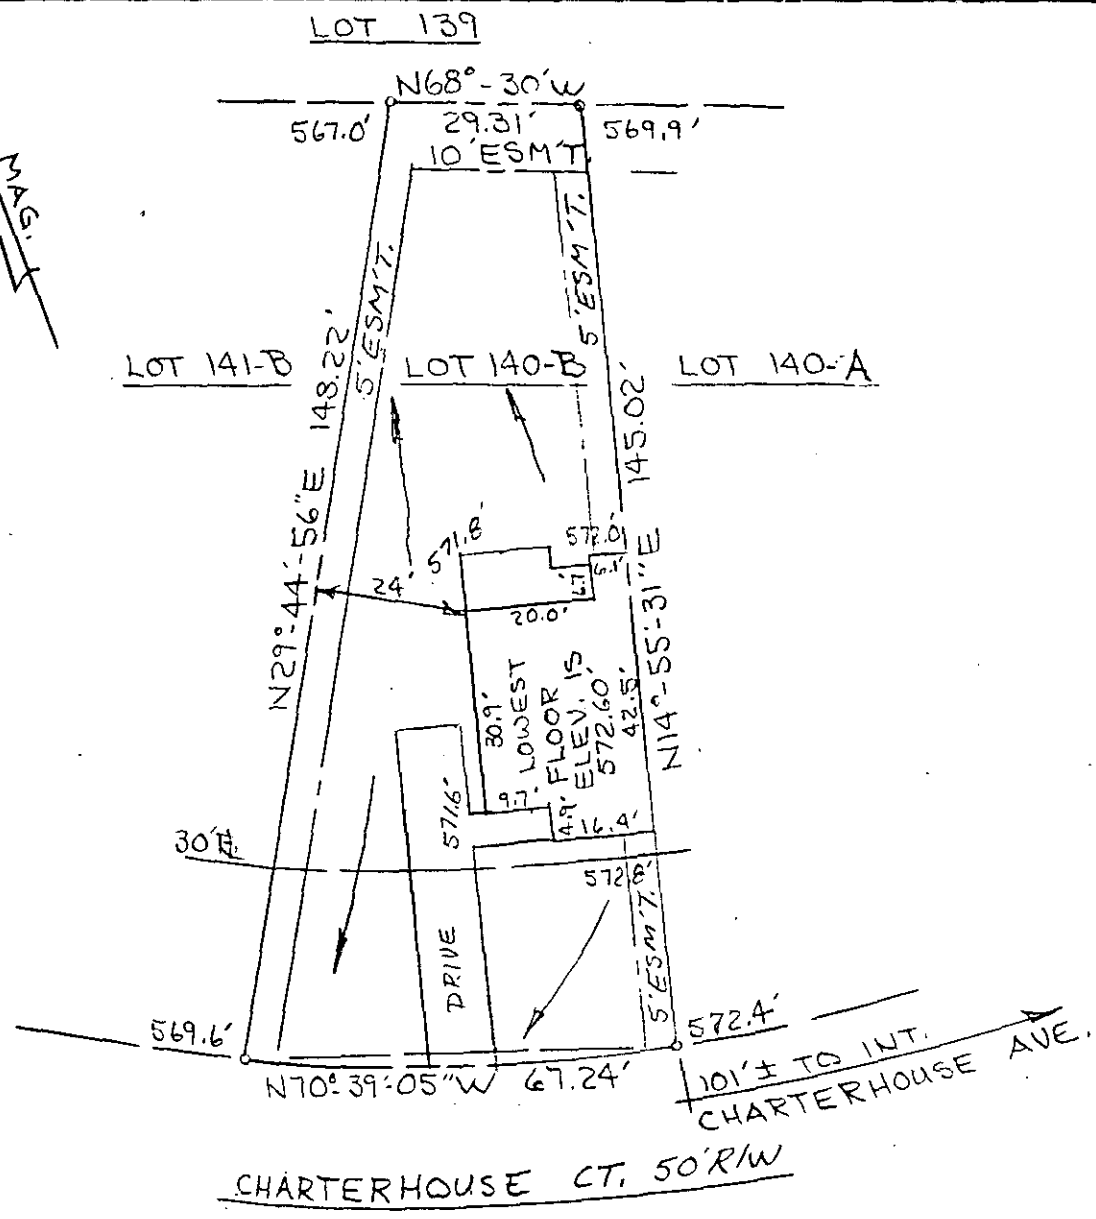 LOT 139
N68°-30'W
29.31'
567.0'
569.9'
10'ESM'T
MAG.
5'ESM'T.
5'ESM'T.
LOT 141-B
148.22'
LOT 140-B
LOT 140-A
145.02'
N29°-44'-56"E
571.8'
572.0'
24'
6.7'
6.1'
20.0'
30.9'
LOWEST
FLOOR
ELEV. IS
572.60'
42.5'
N14°-55'-31"E
9.7'
4.9'
16.4'
571.6'
30'
572.8'
DRIVE
5'ESM'T.
569.6'
572.4'
N70°-39'-05"W 67.24'
101'± TO INT.
CHARTERHOUSE AVE.
CHARTERHOUSE CT. 50'R/W